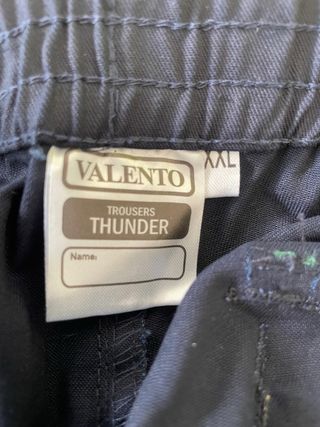 VALENTO
XXL
TROUSERS
THUNDER
Name: